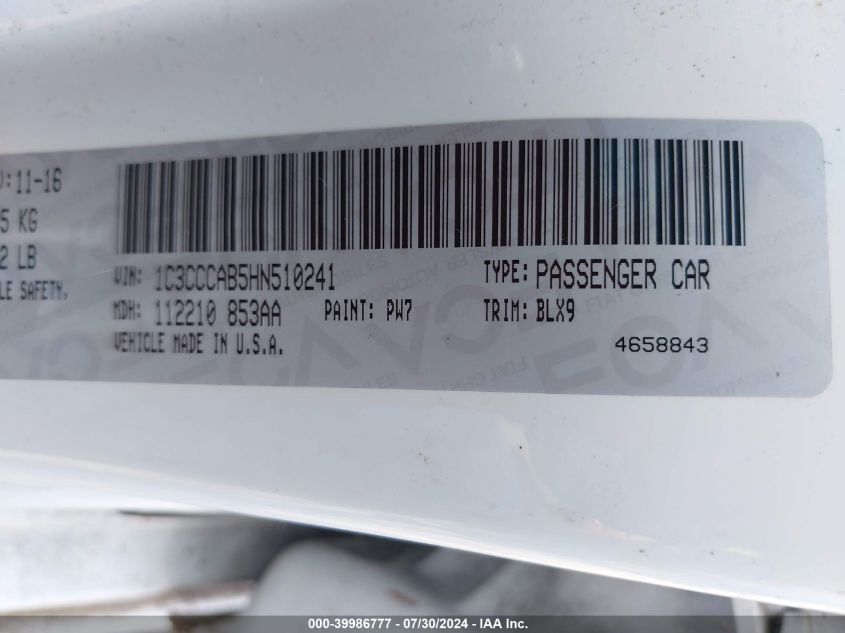 :11-16
5 KG
2 LB
LE SAFETY.
VIN: 1C3CCCAB5HN510241
TYPE: PASSENGER CAR
MDH: 112210 853AA
PAINT: PW7
TRIM: BLX9
VEHICLE MADE IN U.S.A.
4658843
000-39986777 - 07/30/2024 - IAA Inc.